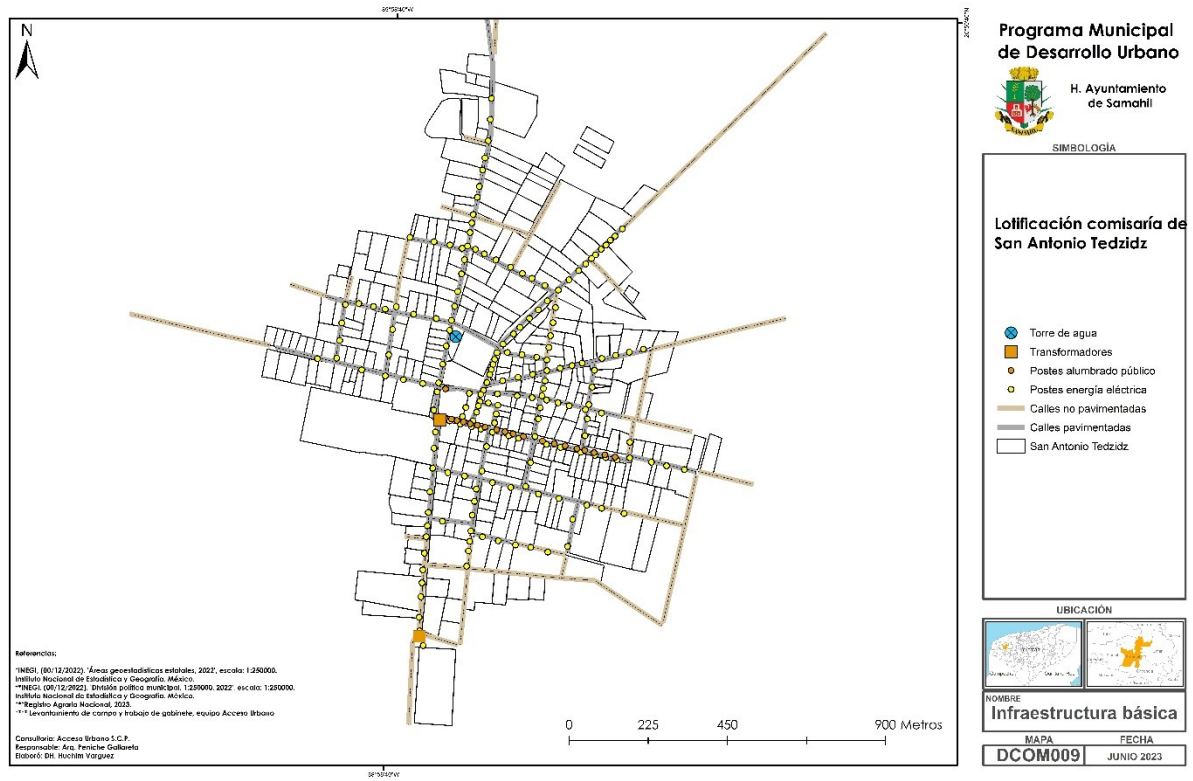 N
Programa Municipal
de Desarrollo Urbano
H. Ayuntamiento
de Samahil
SAMAHIL
SIMBOLOGÍA
Lotificación comisaría de
San Antonio Tedzidz
Torre de agua
Transformadores
Postes alumbrado público
Postes energía eléctrica
Calles no pavimentadas
Calles pavimentadas
San Antonio Tedzidz
UBICACIÓN
NOMBRE
Infraestructura básica
MAPA
FECHA
DCOM009
JUNIO 2023
0 225 450 900 Metros
Referencias:
*INEGI, (00/12/2022). 'Áreas geoestadísticas estatales, 2022', escala: 1:250000.
Instituto Nacional de Estadística y Geografía. México.
**INEGI. (00/12/2022). 'División política municipal, 1:250000. 2022'. escala: 1:250000.
Instituto Nacional de Estadística y Geografía. México.
***Registro Agrario Nacional, 2023.
Levantamiento de campo y trabajo de gabinete, equipo Acceso Urbano
Consultoría: Acceso Urbano S.C.P.
Responsable: Arq. Peniche Gallareta
Elaboró: DH. Huchim Varguez